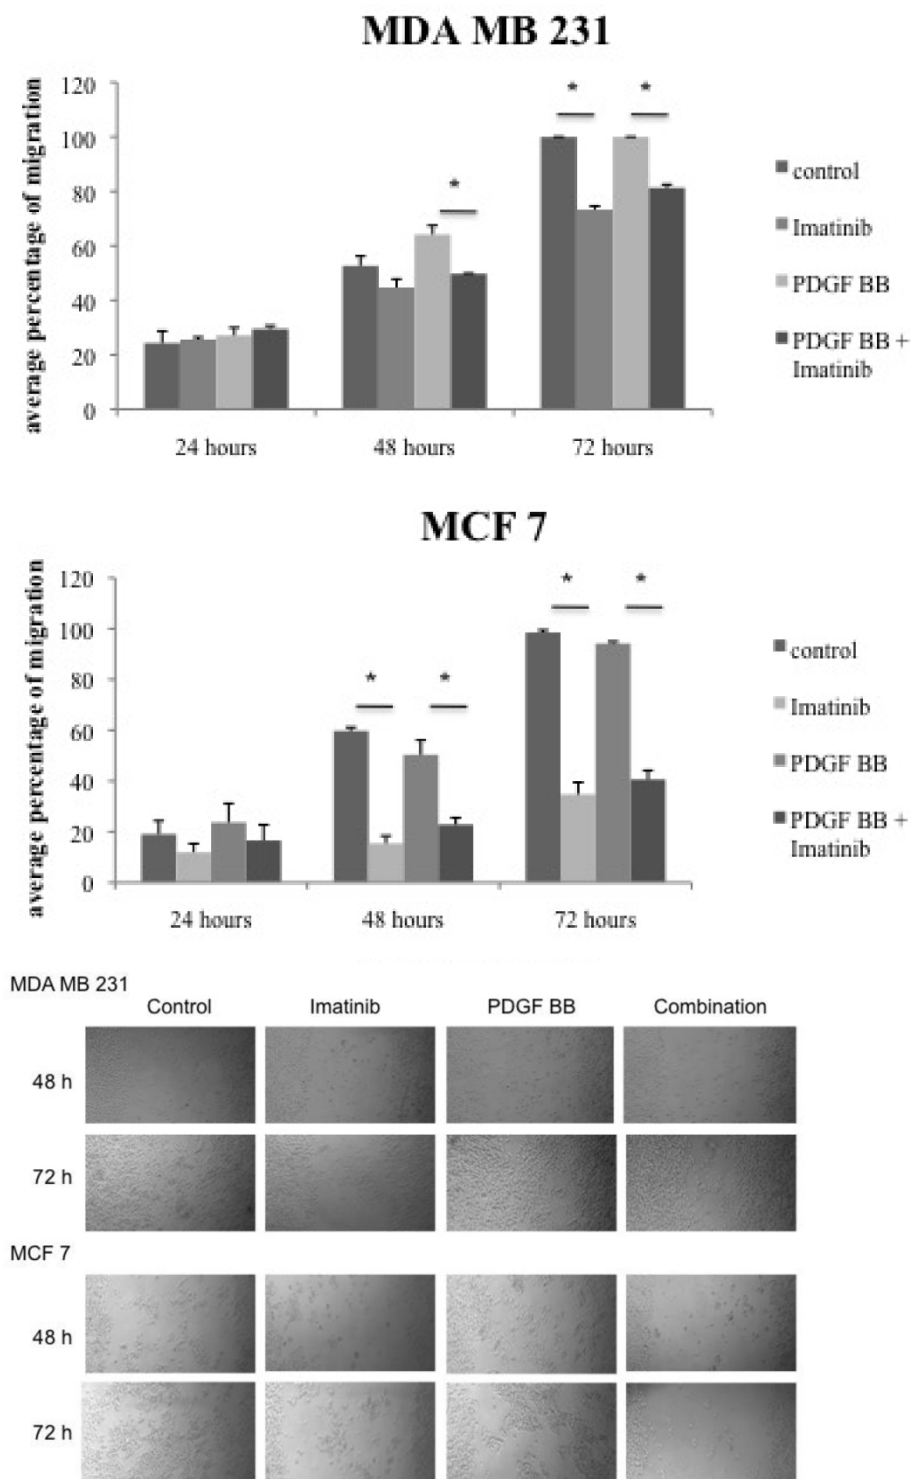 MDA MB 231
average percentage of migration
120
100
80
60
40
20
0
* * *
24 hours 48 hours 72 hours
control
Imatinib
PDGF BB
PDGF BB +
Imatinib
MCF 7
average percentage of migration
120
100
80
60
40
20
0
* * * *
24 hours 48 hours 72 hours
control
Imatinib
PDGF BB
PDGF BB +
Imatinib
MDA MB 231
Control Imatinib PDGF BB Combination
48 h
72 h
MCF 7
48 h
72 h